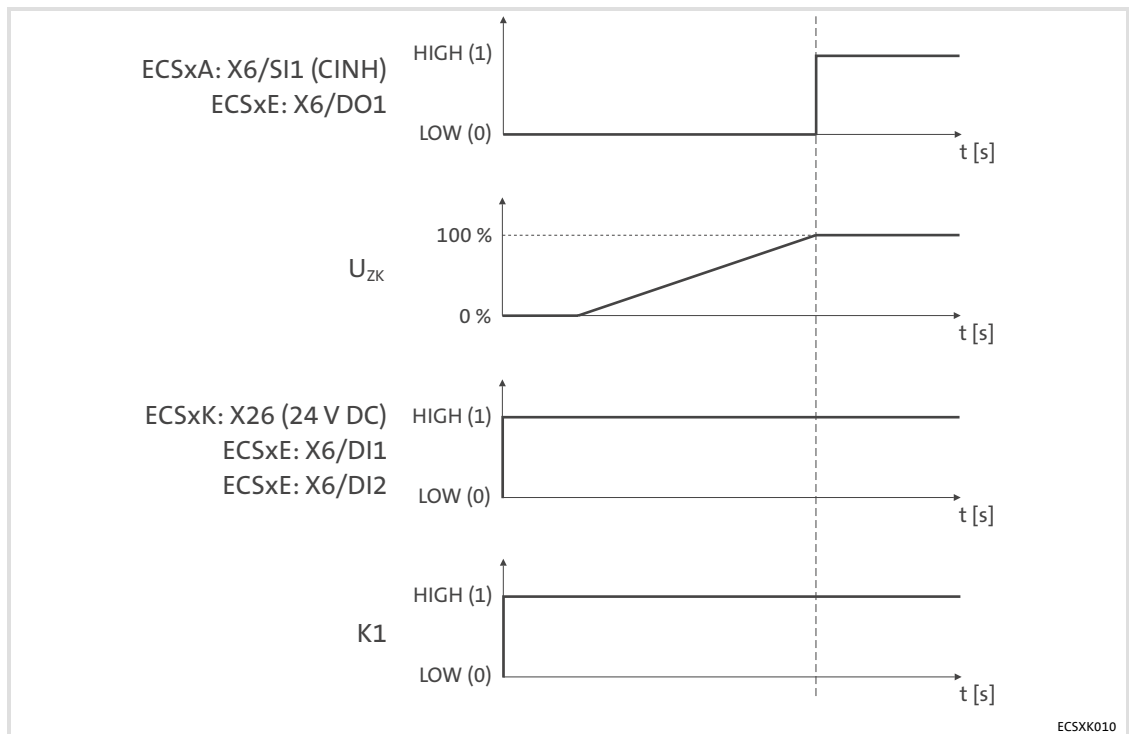 ECSxA: X6/SI1 (CINH)
ECSxE: X6/DO1
HIGH (1)
LOW (0)
t [s]
UZK
100 %
0 %
t [s]
ECSxK: X26 (24 V DC)
ECSxE: X6/DI1
ECSxE: X6/DI2
HIGH (1)
LOW (0)
t [s]
K1
HIGH (1)
LOW (0)
t [s]
ECSXK010